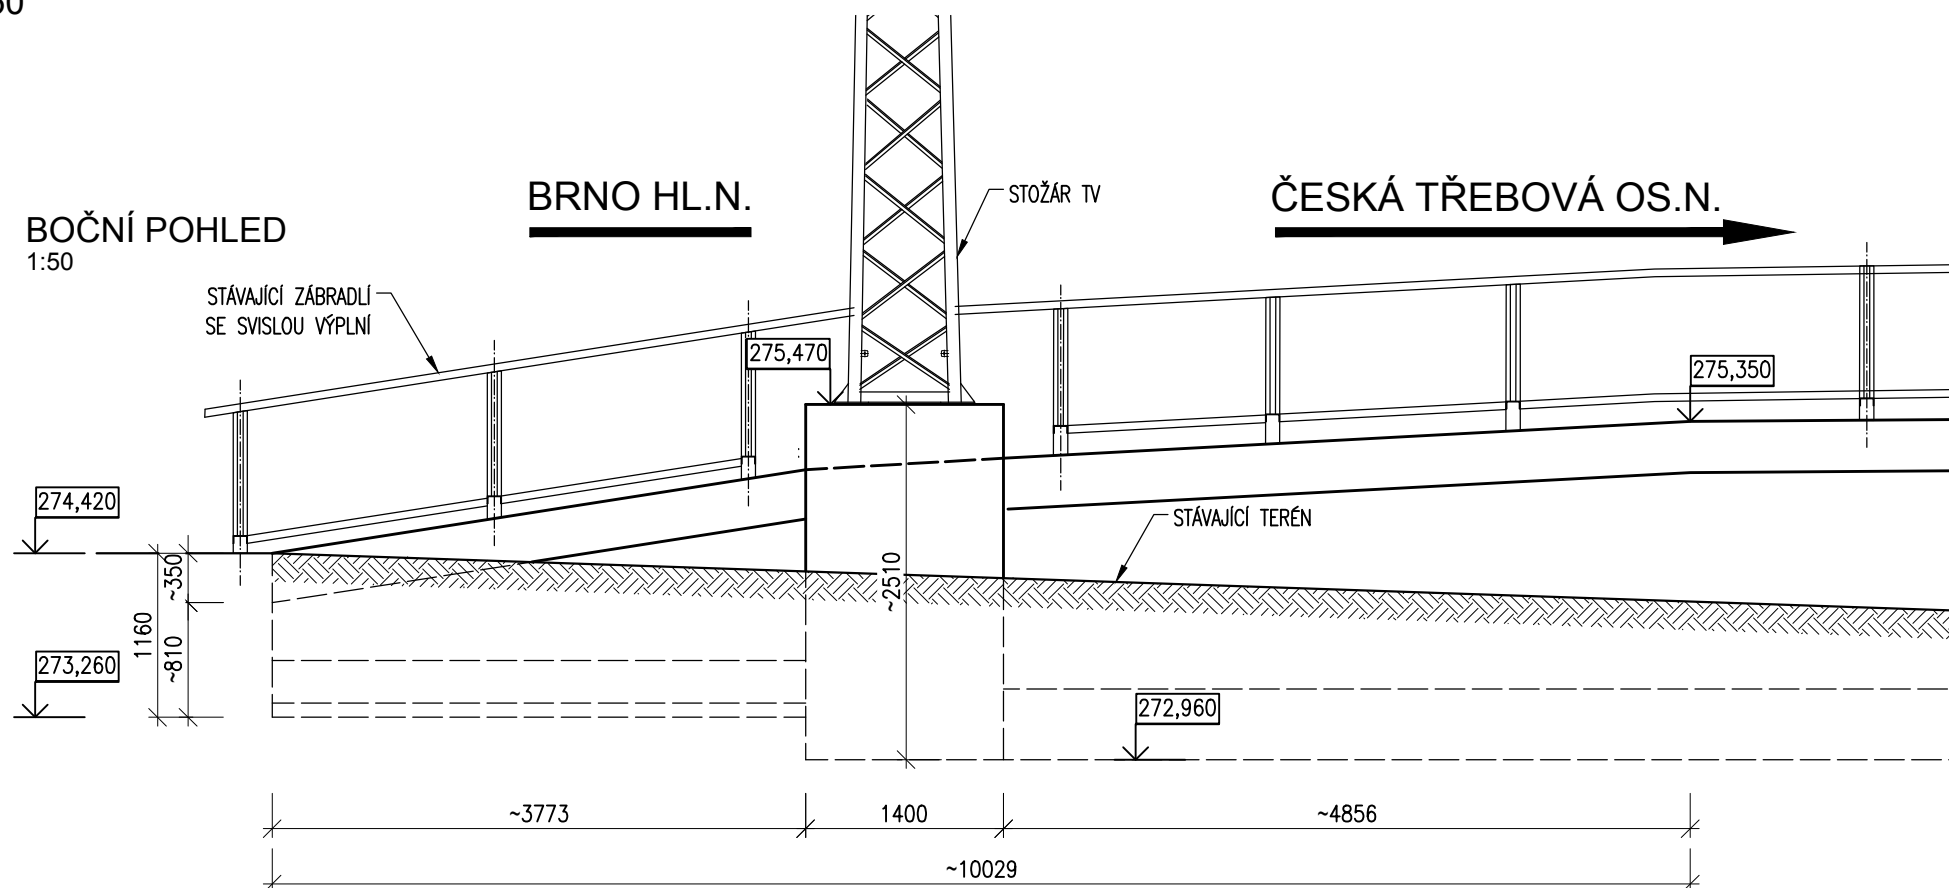 BRNO HL.N.
ČESKÁ TŘEBOVÁ OS.N.
STOŽÁR TV
BOČNÍ POHLED
1:50
STÁVAJÍCÍ ZÁBRADLÍ
SE SVISLOU VÝPLNÍ
275,470
275,350
274,420
STÁVAJÍCÍ TERÉN
~350
~2510
1160
~810
273,260
272,960
~3773
1400
~4856
~10029